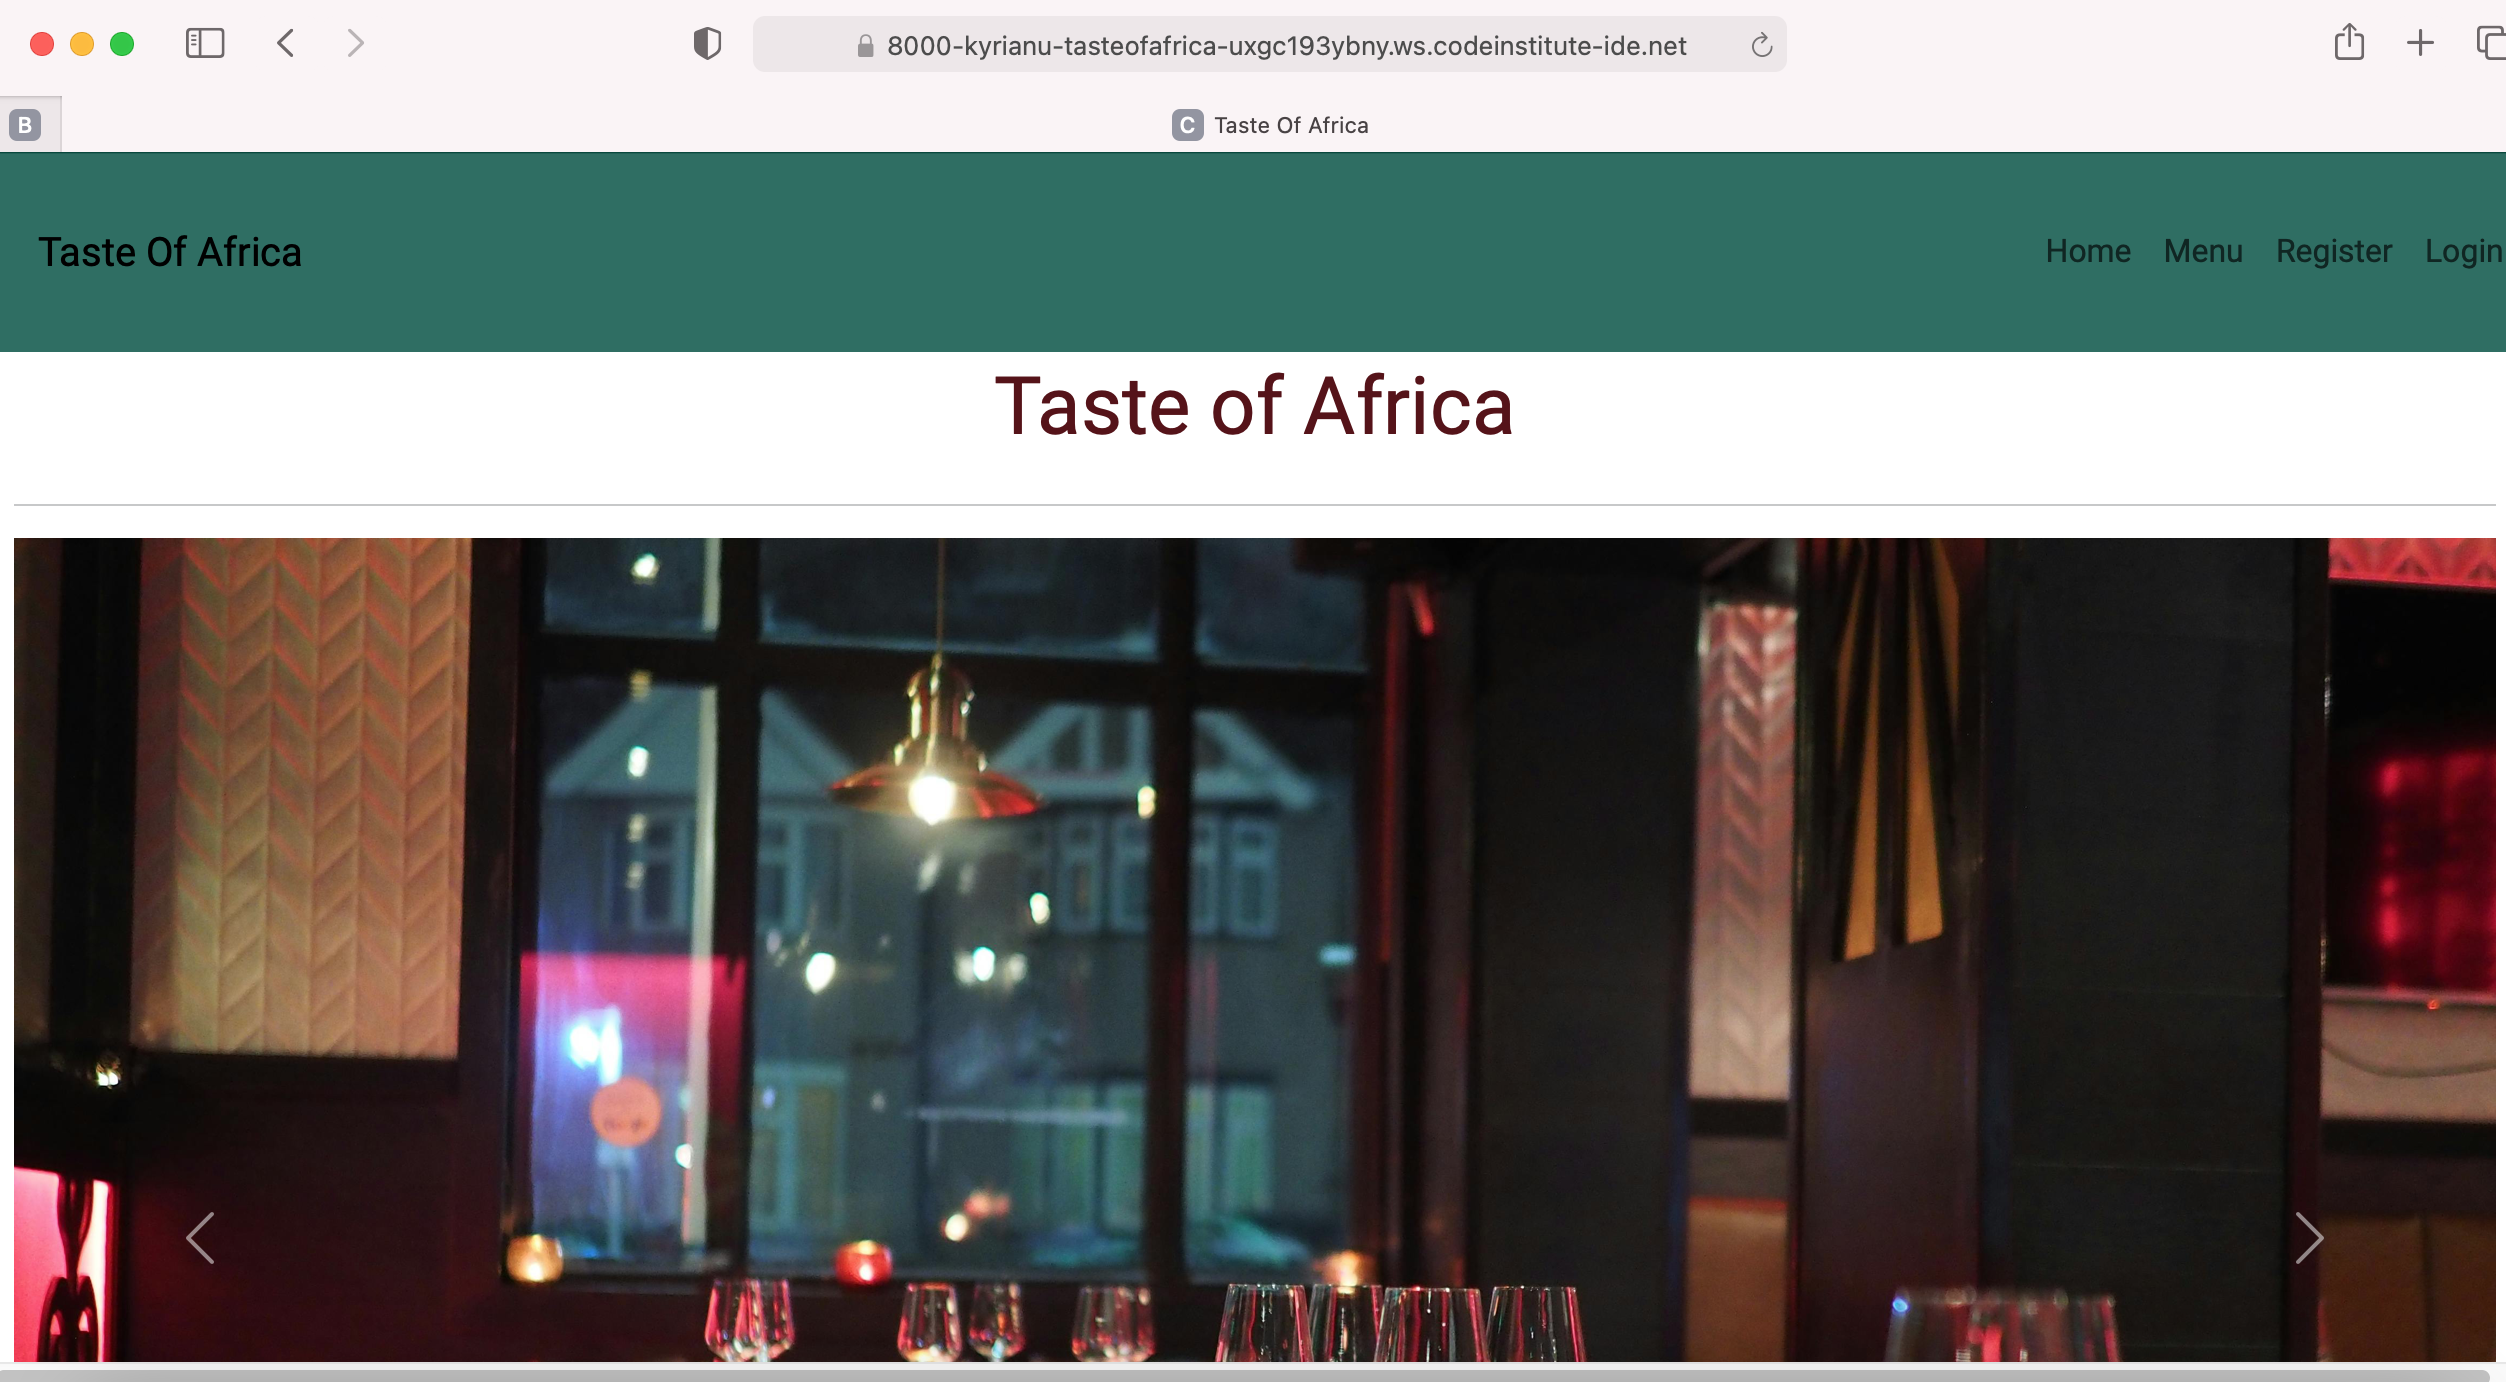 8000-kyrianu-tasteofafrica-uxgc193ybny.ws.codeinstitute-ide.net
B
C Taste Of Africa
Taste Of Africa
Home Menu Register Login
Taste of Africa